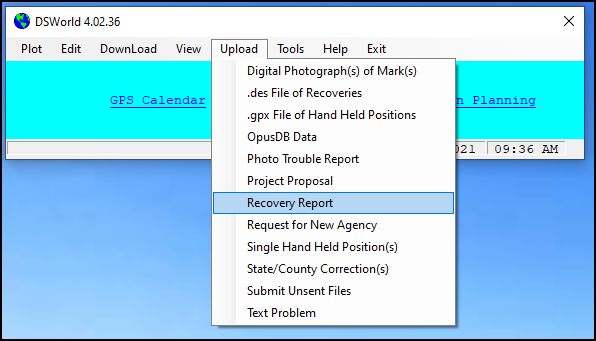 DSWorld 4.02.36
Plot Edit DownLoad View Upload Tools Help Exit
Digital Photograph(s) of Mark(s)
.des File of Recoveries
.gpx File of Hand Held Positions
OpusDB Data
Photo Trouble Report
Project Proposal
Recovery Report
Request for New Agency
Single Hand Held Position(s)
State/County Correction(s)
Submit Unsent Files
Text Problem
GPS Calendar
n Planning
021 09:36 AM